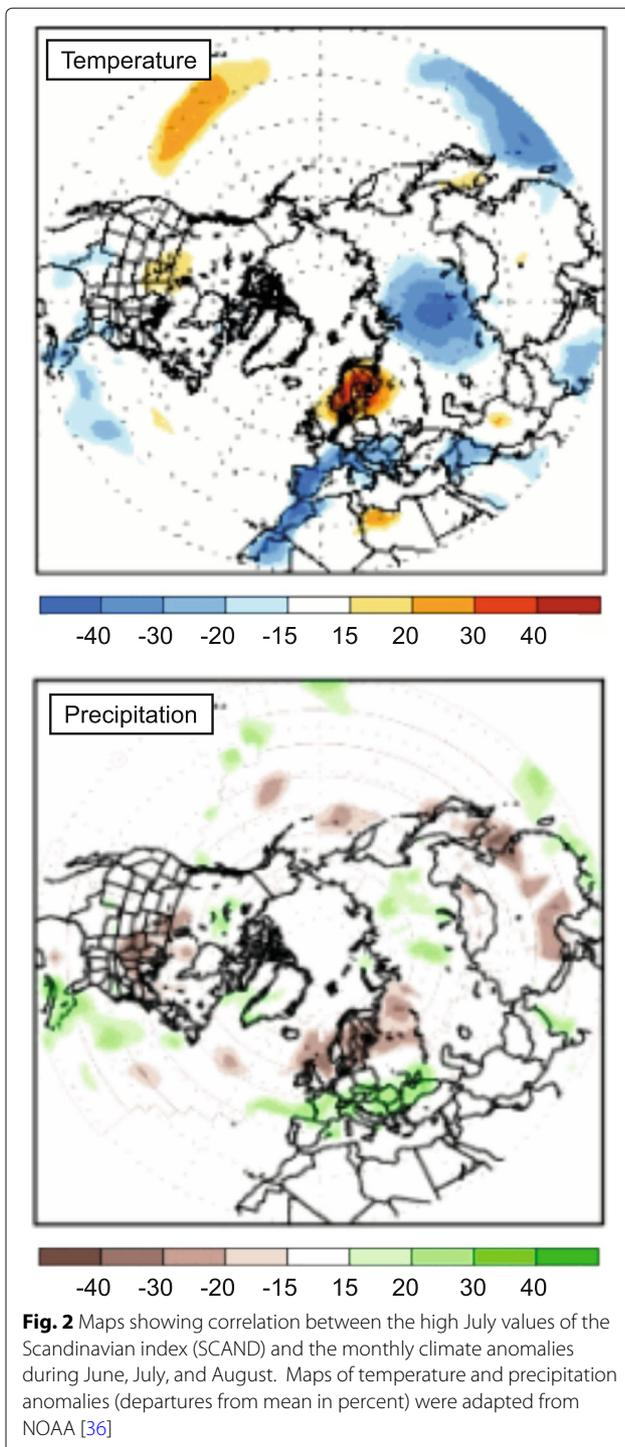 Temperature
-40 -30 -20 -15 15 20 30 40
Precipitation
-40 -30 -20 -15 15 20 30 40
Fig. 2 Maps showing correlation between the high July values of the
Scandinavian index (SCAND) and the monthly climate anomalies
during June, July, and August. Maps of temperature and precipitation
anomalies (departures from mean in percent) were adapted from
NOAA [36]